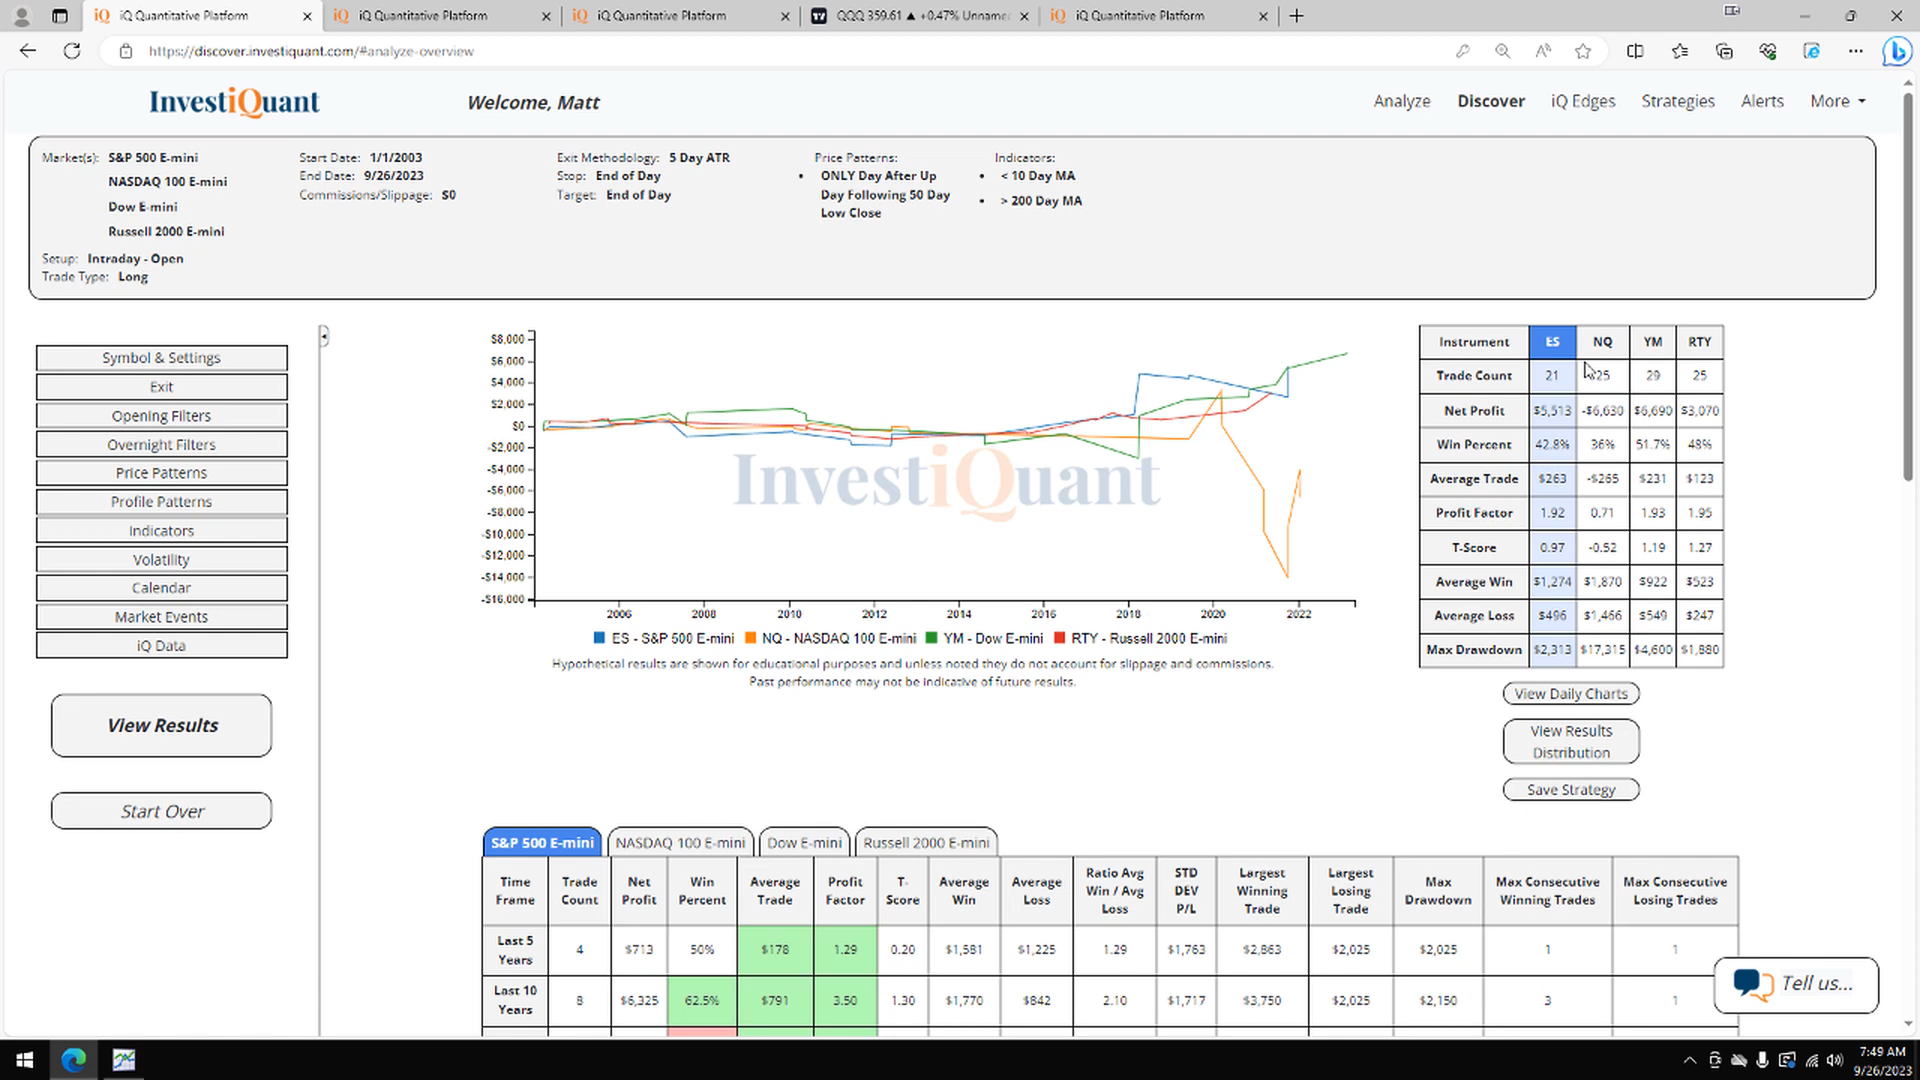 iQ Quantitative Platform
iQ Quantitative Platform
iQ Quantitative Platform
QQQ 359.61 ▲ +0.47% Unname
iQ Quantitative Platform
https://discover.investiquant.com/#analyze-overview
InvestiQuant
Welcome, Matt
Analyze Discover iQ Edges Strategies Alerts More
Market(s): S&P 500 E-mini
NASDAQ 100 E-mini
Dow E-mini
Russell 2000 E-mini
Setup: Intraday - Open
Trade Type: Long
Start Date: 1/1/2003
End Date: 9/26/2023
Commissions/Slippage: $0
Exit Methodology: 5 Day ATR
Stop: End of Day
Target: End of Day
Price Patterns:
• ONLY Day After Up
Day Following 50 Day
Low Close
Indicators:
• < 10 Day MA
• > 200 Day MA
Symbol & Settings
Exit
Opening Filters
Overnight Filters
Price Patterns
Profile Patterns
Indicators
Volatility
Calendar
Market Events
iQ Data
View Results
Start Over
$8,000
$6,000
$4,000
$2,000
$0
-$2,000
-$4,000
-$6,000
-$8,000
-$10,000
-$12,000
-$14,000
-$16,000
InvestiQuant
2006 2008 2010 2012 2014 2016 2018 2020 2022
ES - S&P 500 E-mini NQ - NASDAQ 100 E-mini YM - Dow E-mini RTY - Russell 2000 E-mini
Hypothetical results are shown for educational purposes and unless noted they do not account for slippage and commissions.
Past performance may not be indicative of future results.
Instrument ES NQ YM RTY
Trade Count 21 25 29 25
Net Profit $5,513 -$6,630 $6,690 $3,070
Win Percent 42.8% 36% 51.7% 48%
Average Trade $263 -$265 $231 $123
Profit Factor 1.92 0.71 1.93 1.95
T-Score 0.97 -0.52 1.19 1.27
Average Win $1,274 $1,870 $922 $523
Average Loss $496 $1,466 $549 $247
Max Drawdown $2,313 $17,315 $4,600 $1,880
View Daily Charts
View Results
Distribution
Save Strategy
S&P 500 E-mini NASDAQ 100 E-mini Dow E-mini Russell 2000 E-mini
Time Frame Trade Count Net Profit Win Percent Average Trade Profit Factor T-Score Average Win Average Loss Ratio Avg Win / Avg Loss STD DEV P/L Largest Winning Trade Largest Losing Trade Max Drawdown Max Consecutive Winning Trades Max Consecutive Losing Trades
Last 5 Years 4 $713 50% $178 1.29 0.20 $1,581 $1,225 1.29 $1,763 $2,863 $2,025 $2,025 1 1
Last 10 Years 8 $6,325 62.5% $791 3.50 1.30 $1,770 $842 2.10 $1,717 $3,750 $2,025 $2,150 3 1
Tell us...
7:49 AM
9/26/2023